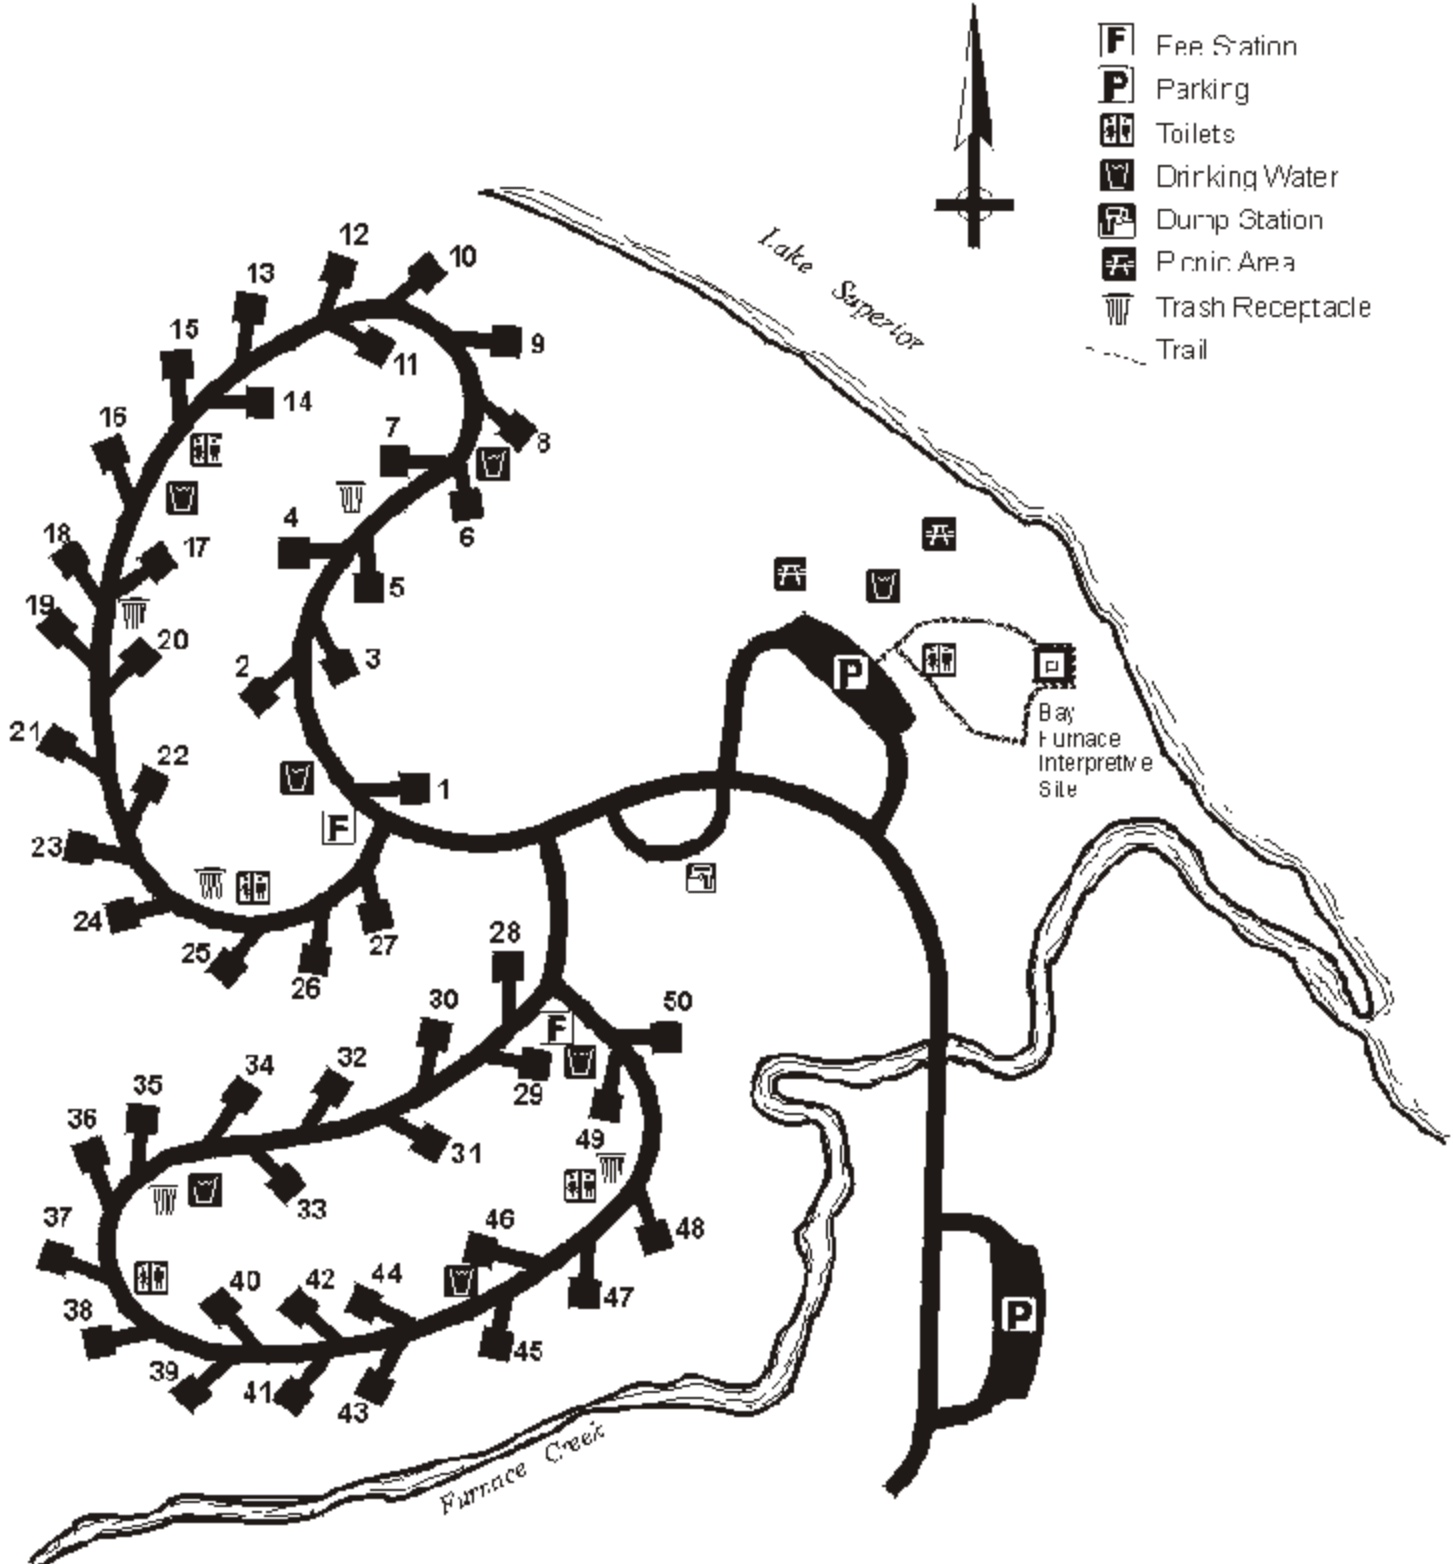 F Fee Station
P Parking
Toilets
Drinking Water
Dump Station
Picnic Area
Trash Receptacle
Trail
Lake Superior
12
10
13
15
9
11
14
16
7
8
4
6
18
17
5
19
20
3
2
P
Bay
Furnace
Interpretive
Site
21
22
1
F
23
24
27
25
28
26
30
50
F
32
35
34
29
36
49
31
33
37
46
48
40
42
44
47
38
P
45
39
41
43
Furnace Creek